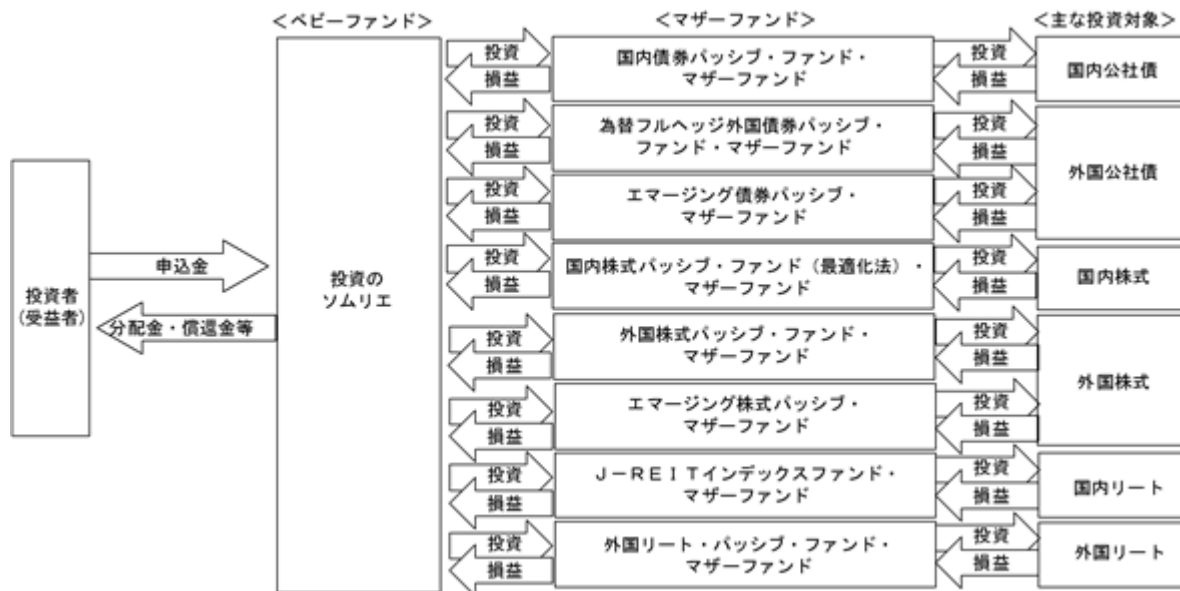 ＜ベビーファンド＞
＜マザーファンド＞
＜主な投資対象＞
投資者
(受益者)
申込金
分配金・償還金等
投資の
ソムリエ
投資
損益
国内債券パッシブ・ファンド・
マザーファンド
投資
損益
国内公社債
投資
損益
為替フルヘッジ外国債券パッシブ・
ファンド・マザーファンド
投資
損益
外国公社債
投資
損益
エマージング債券パッシブ・
マザーファンド
投資
損益
投資
損益
国内株式パッシブ・ファンド（最適化法）・
マザーファンド
投資
損益
国内株式
投資
損益
外国株式パッシブ・ファンド・
マザーファンド
投資
損益
外国株式
投資
損益
エマージング株式パッシブ・
マザーファンド
投資
損益
投資
損益
Ｊ－ＲＥＩＴインデックスファンド・
マザーファンド
投資
損益
国内リート
投資
損益
外国リート・パッシブ・ファンド・
マザーファンド
投資
損益
外国リート